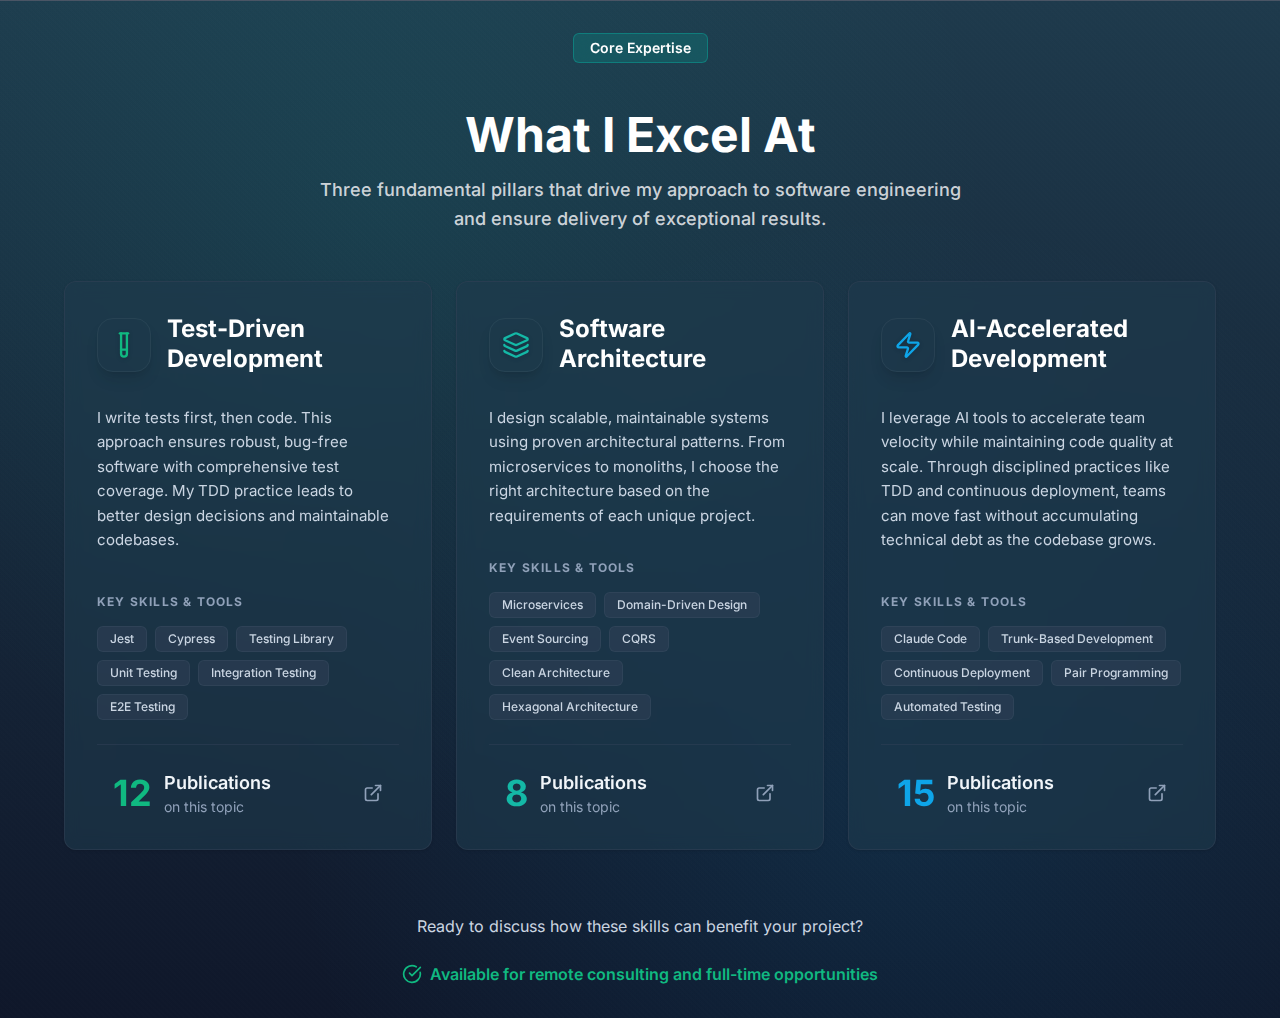 Core Expertise
What I Excel At
Three fundamental pillars that drive my approach to software engineering
and ensure delivery of exceptional results.
Test-Driven
Development
I write tests first, then code. This
approach ensures robust, bug-free
software with comprehensive test
coverage. My TDD practice leads to
better design decisions and maintainable
codebases.
KEY SKILLS & TOOLS
Jest Cypress Testing Library
Unit Testing Integration Testing
E2E Testing
12 Publications
on this topic
Software
Architecture
I design scalable, maintainable systems
using proven architectural patterns. From
microservices to monoliths, I choose the
right architecture based on the
requirements of each unique project.
KEY SKILLS & TOOLS
Microservices Domain-Driven Design
Event Sourcing CQRS
Clean Architecture
Hexagonal Architecture
8 Publications
on this topic
AI-Accelerated
Development
I leverage AI tools to accelerate team
velocity while maintaining code quality at
scale. Through disciplined practices like
TDD and continuous deployment, teams
can move fast without accumulating
technical debt as the codebase grows.
KEY SKILLS & TOOLS
Claude Code Trunk-Based Development
Continuous Deployment Pair Programming
Automated Testing
15 Publications
on this topic
Ready to discuss how these skills can benefit your project?
Available for remote consulting and full-time opportunities